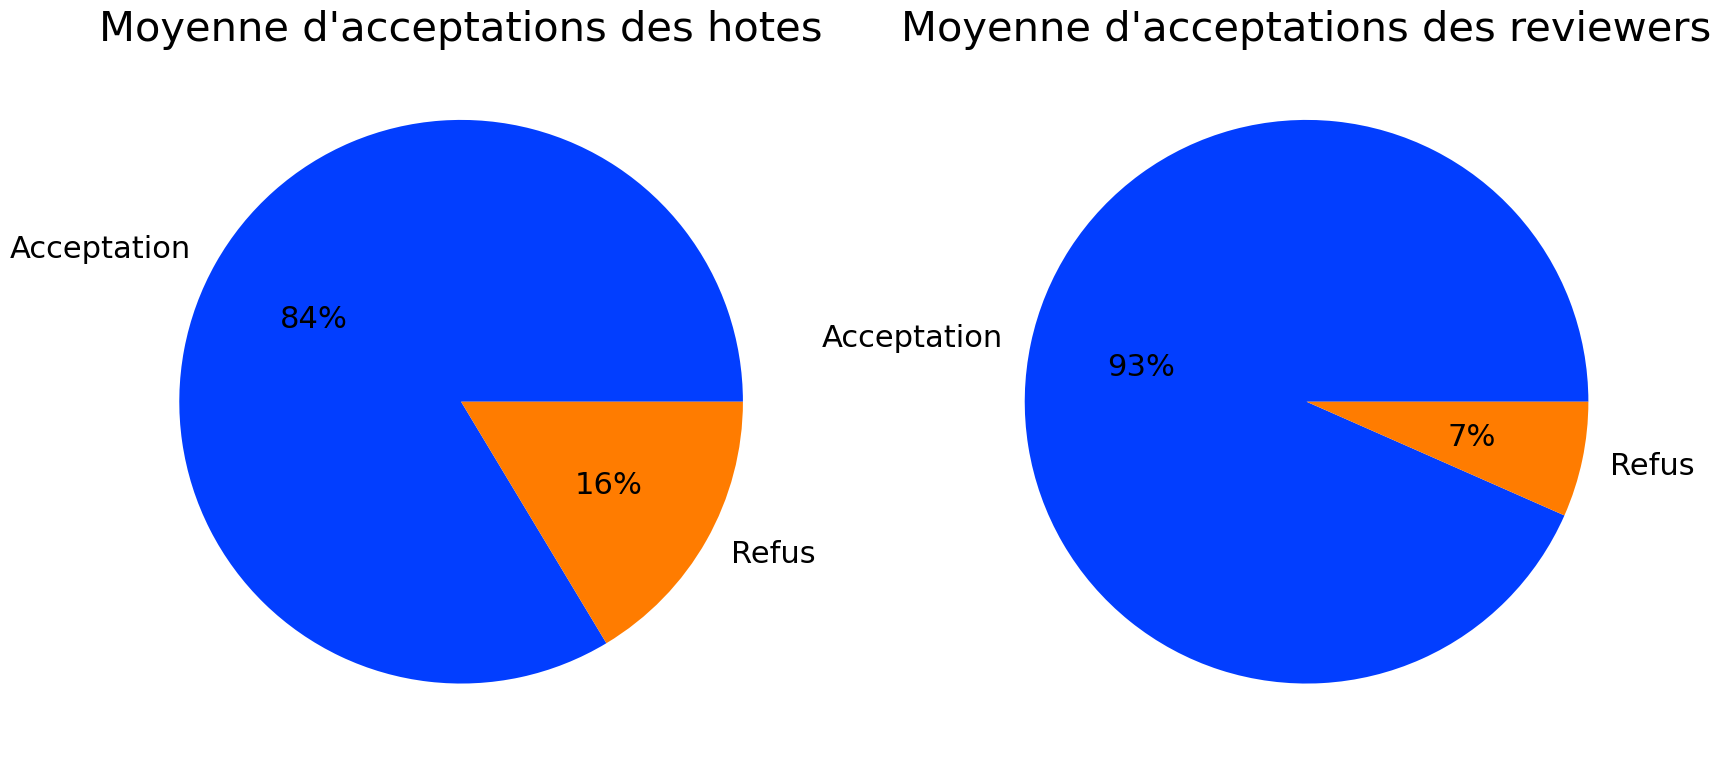 Moyenne d'acceptations des hotes
Acceptation
84%
16%
Refus
Moyenne d'acceptations des reviewers
Acceptation
93%
7%
Refus